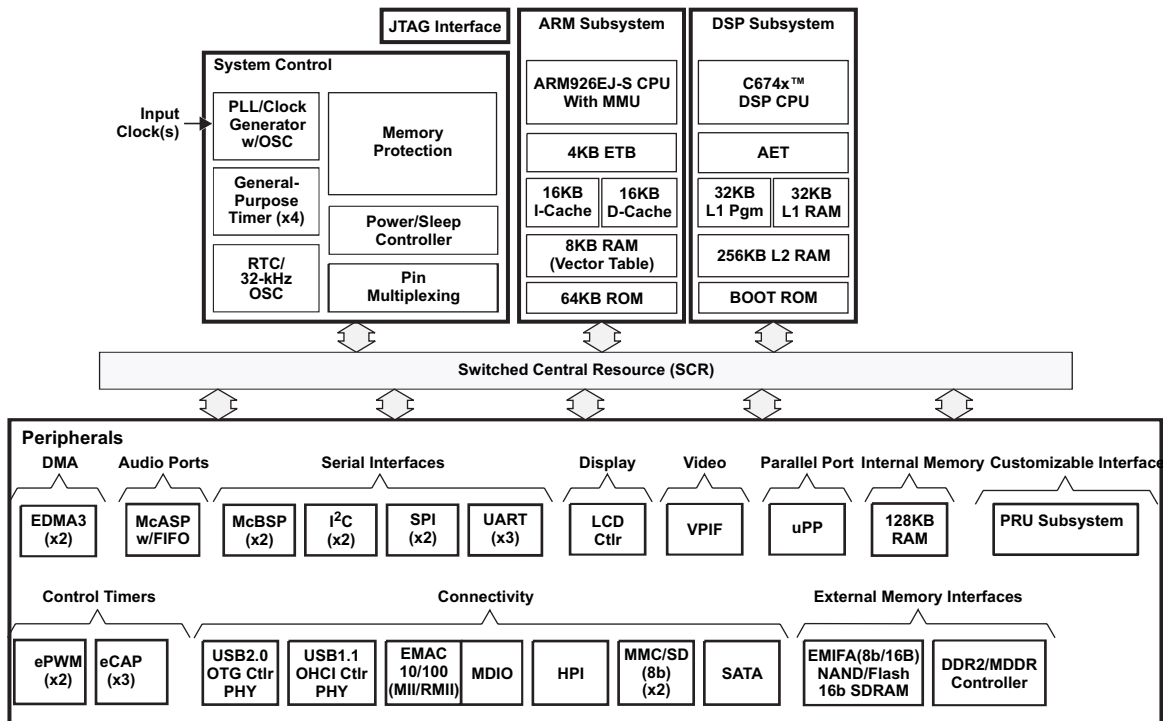 JTAG Interface
ARM Subsystem
DSP Subsystem
System Control
Input
Clock(s)
PLL/Clock
Generator
w/OSC
General-
Purpose
Timer (x4)
RTC/
32-kHz
OSC
Memory
Protection
Power/Sleep
Controller
Pin
Multiplexing
ARM926EJ-S CPU
With MMU
4KB ETB
16KB
I-Cache
16KB
D-Cache
8KB RAM
(Vector Table)
64KB ROM
C674x™
DSP CPU
AET
32KB
L1 Pgm
32KB
L1 RAM
256KB L2 RAM
BOOT ROM
Switched Central Resource (SCR)
Peripherals
DMA
Audio Ports
Serial Interfaces
Display
Video
Parallel Port
Internal Memory
Customizable Interface
EDMA3
(x2)
McASP
w/FIFO
McBSP
(x2)
I²C
(x2)
SPI
(x2)
UART
(x3)
LCD
Ctlr
VPIF
uPP
128KB
RAM
PRU Subsystem
Control Timers
Connectivity
External Memory Interfaces
ePWM
(x2)
eCAP
(x3)
USB2.0
OTG Ctlr
PHY
USB1.1
OHCI Ctlr
PHY
EMAC
10/100
(MII/RMII)
MDIO
HPI
MMC/SD
(8b)
(x2)
SATA
EMIFA(8b/16B)
NAND/Flash
16b SDRAM
DDR2/MDDR
Controller